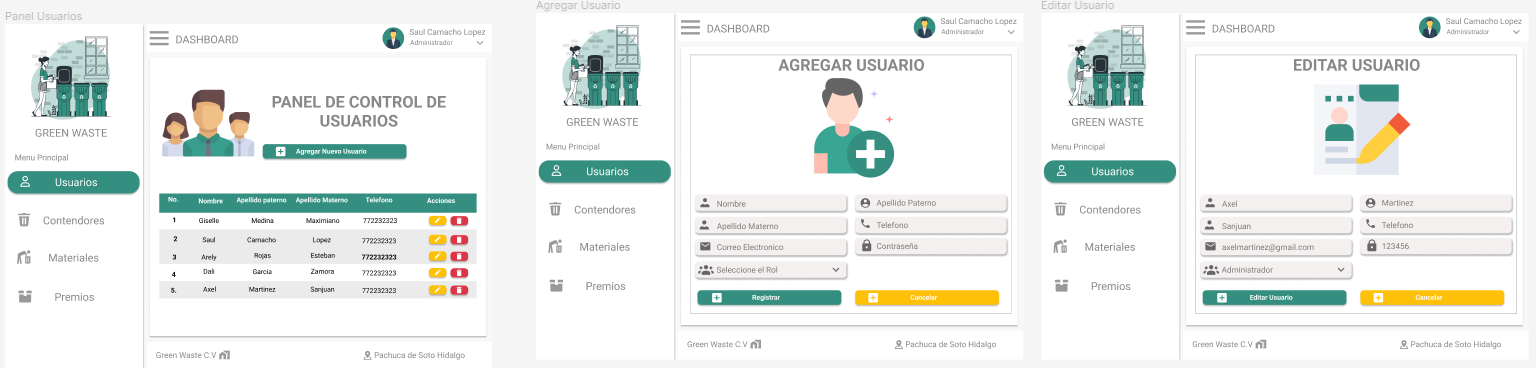 Panel Usuarios
GREEN WASTE
Menu Principal
Usuarios
Contendores
Materiales
Premios
DASHBOARD
Saul Camacho Lopez
Administrador
PANEL DE CONTROL DE
USUARIOS
Agregar Nuevo Usuario
No. Nombre Apellido paterno Apellido Materno Telefono Acciones
1 Giselle Medina Maximiano 772232323
2 Saul Camacho Lopez 772232323
3 Arely Rojas Esteban 772232323
4 Dali Garcia Zamora 772232323
5. Axel Martinez Sanjuan 772232323
Green Waste C.V
Pachuca de Soto Hidalgo
Agregar Usuario
GREEN WASTE
Menu Principal
Usuarios
Contendores
Materiales
Premios
DASHBOARD
Saul Camacho Lopez
Administrador
AGREGAR USUARIO
Nombre
Apellido Paterno
Apellido Materno
Telefono
Correo Electronico
Contraseña
Seleccione el Rol
Registrar
Cancelar
Green Waste C.V
Pachuca de Soto Hidalgo
Editar Usuario
GREEN WASTE
Menu Principal
Usuarios
Contendores
Materiales
Premios
DASHBOARD
Saul Camacho Lopez
Administrador
EDITAR USUARIO
Axel
Martinez
Sanjuan
Telefono
axelmartinez@gmail.com
123456
Administrador
Editar Usuario
Cancelar
Green Waste C.V
Pachuca de Soto Hidalgo